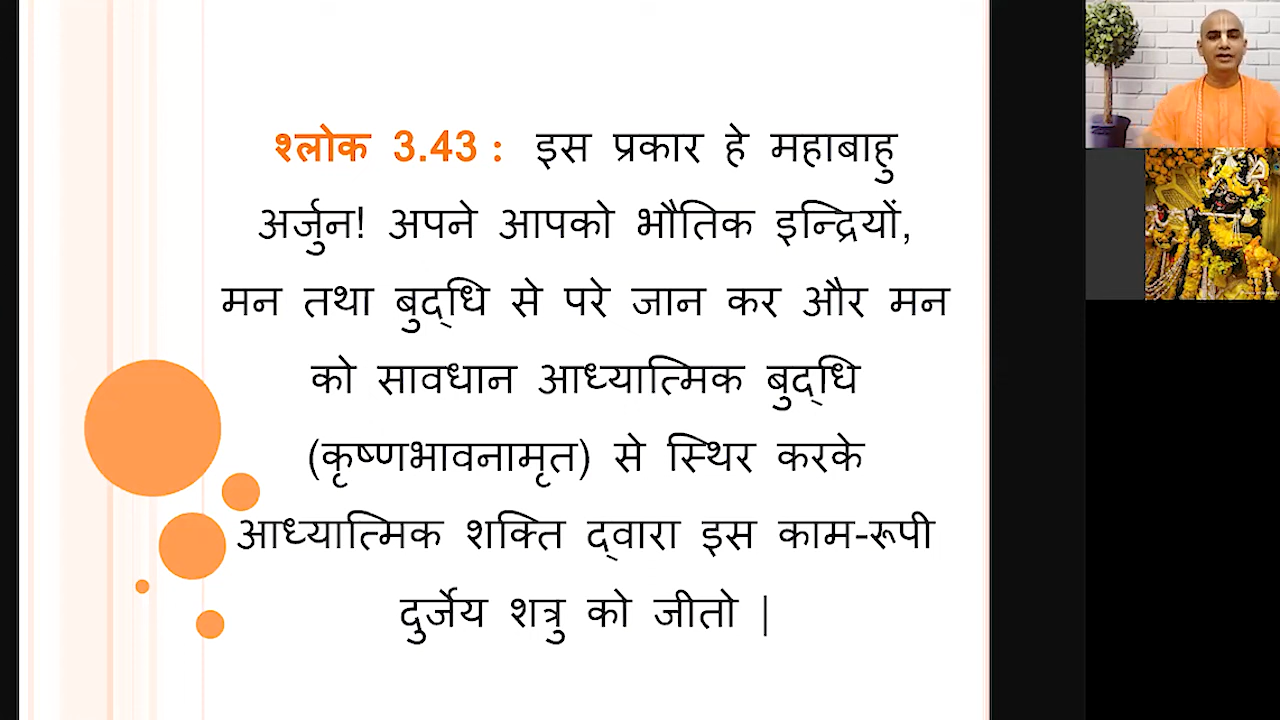 श्लोक 3.43 : इस प्रकार हे महाबाहु
अर्जुन! अपने आपको भौतिक इन्द्रियों,
मन तथा बुद्धि से परे जान कर और मन
को सावधान आध्यात्मिक बुद्धि
(कृष्णभावनामृत) से स्थिर करके
आध्यात्मिक शक्ति द्वारा इस काम-रूपी
दुर्जेय शत्रु को जीतो |